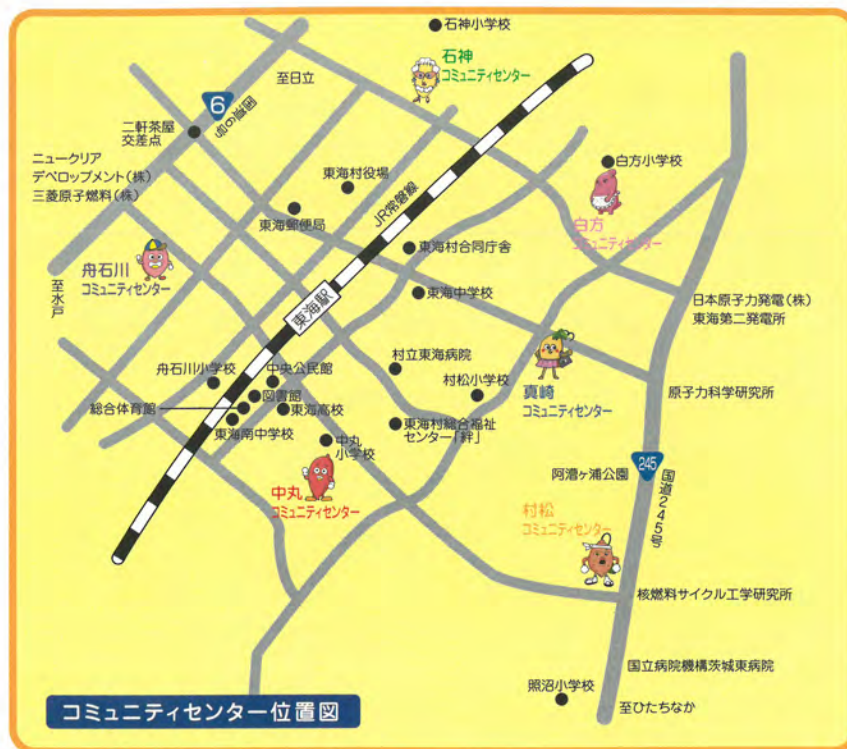 石神小学校
石神
コミュニティセンター
至日立
6
国道6号
二軒茶屋
交差点
ニュークリア
デベロップメント(株)
三菱原子燃料(株)
東海村役場
白方小学校
JR常磐線
東海郵便局
白方
コミュニティセンター
東海村合同庁舎
舟石川
コミュニティセンター
至水戸
東海中学校
日本原子力発電(株)
東海第二発電所
東海駅
舟石川小学校
中央公民館
村立東海病院
村松小学校
真崎
コミュニティセンター
原子力科学研究所
図書館
総合体育館
東海高校
東海南中学校
東海村総合福祉
センター「絆」
中丸
小学校
阿漕ヶ浦公園
245
国道245号
中丸
コミュニティセンター
村松
コミュニティセンター
核燃料サイクル工学研究所
国立病院機構茨城東病院
照沼小学校
至ひたちなか
コミュニティセンター位置図